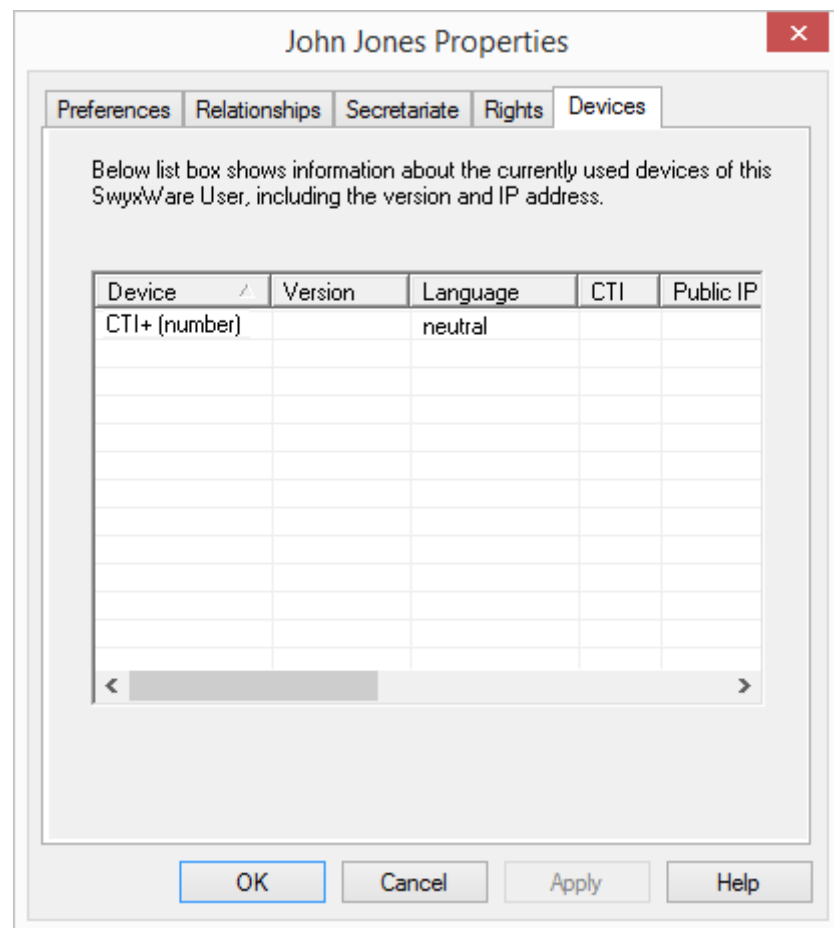 John Jones Properties
Preferences Relationships Secretariate Rights Devices
Below list box shows information about the currently used devices of this
SwyxWare User, including the version and IP address.
Device Version Language CTI Public IP
CTI+ (number) neutral
OK Cancel Apply Help